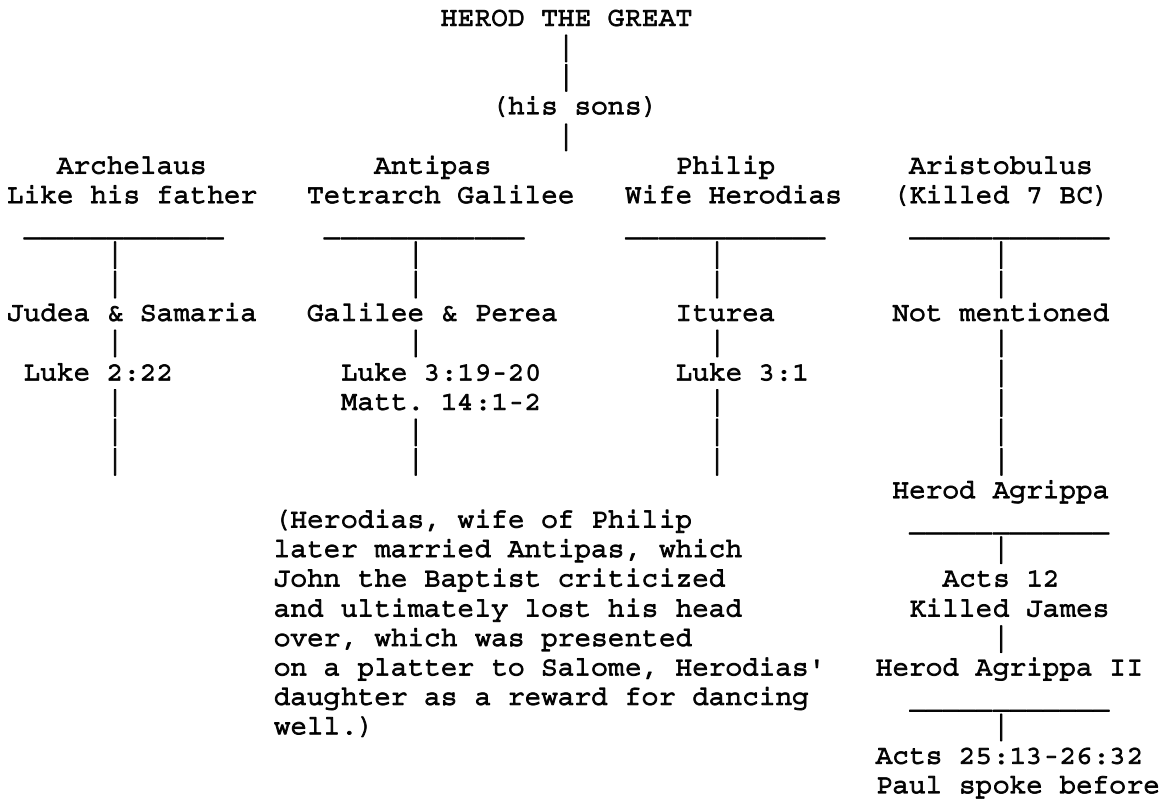 HEROD THE GREAT
(his sons)
Archelaus
Like his father
Judea & Samaria
Luke 2:22
Antipas
Tetrarch Galilee
Galilee & Perea
Luke 3:19-20
Matt. 14:1-2
Philip
Wife Herodias
Iturea
Luke 3:1
(Herodias, wife of Philip
later married Antipas, which
John the Baptist criticized
and ultimately lost his head
over, which was presented
on a platter to Salome, Herodias'
daughter as a reward for dancing
well.)
Aristobulus
(Killed 7 BC)
Not mentioned
Herod Agrippa
Acts 12
Killed James
Herod Agrippa II
Acts 25:13-26:32
Paul spoke before